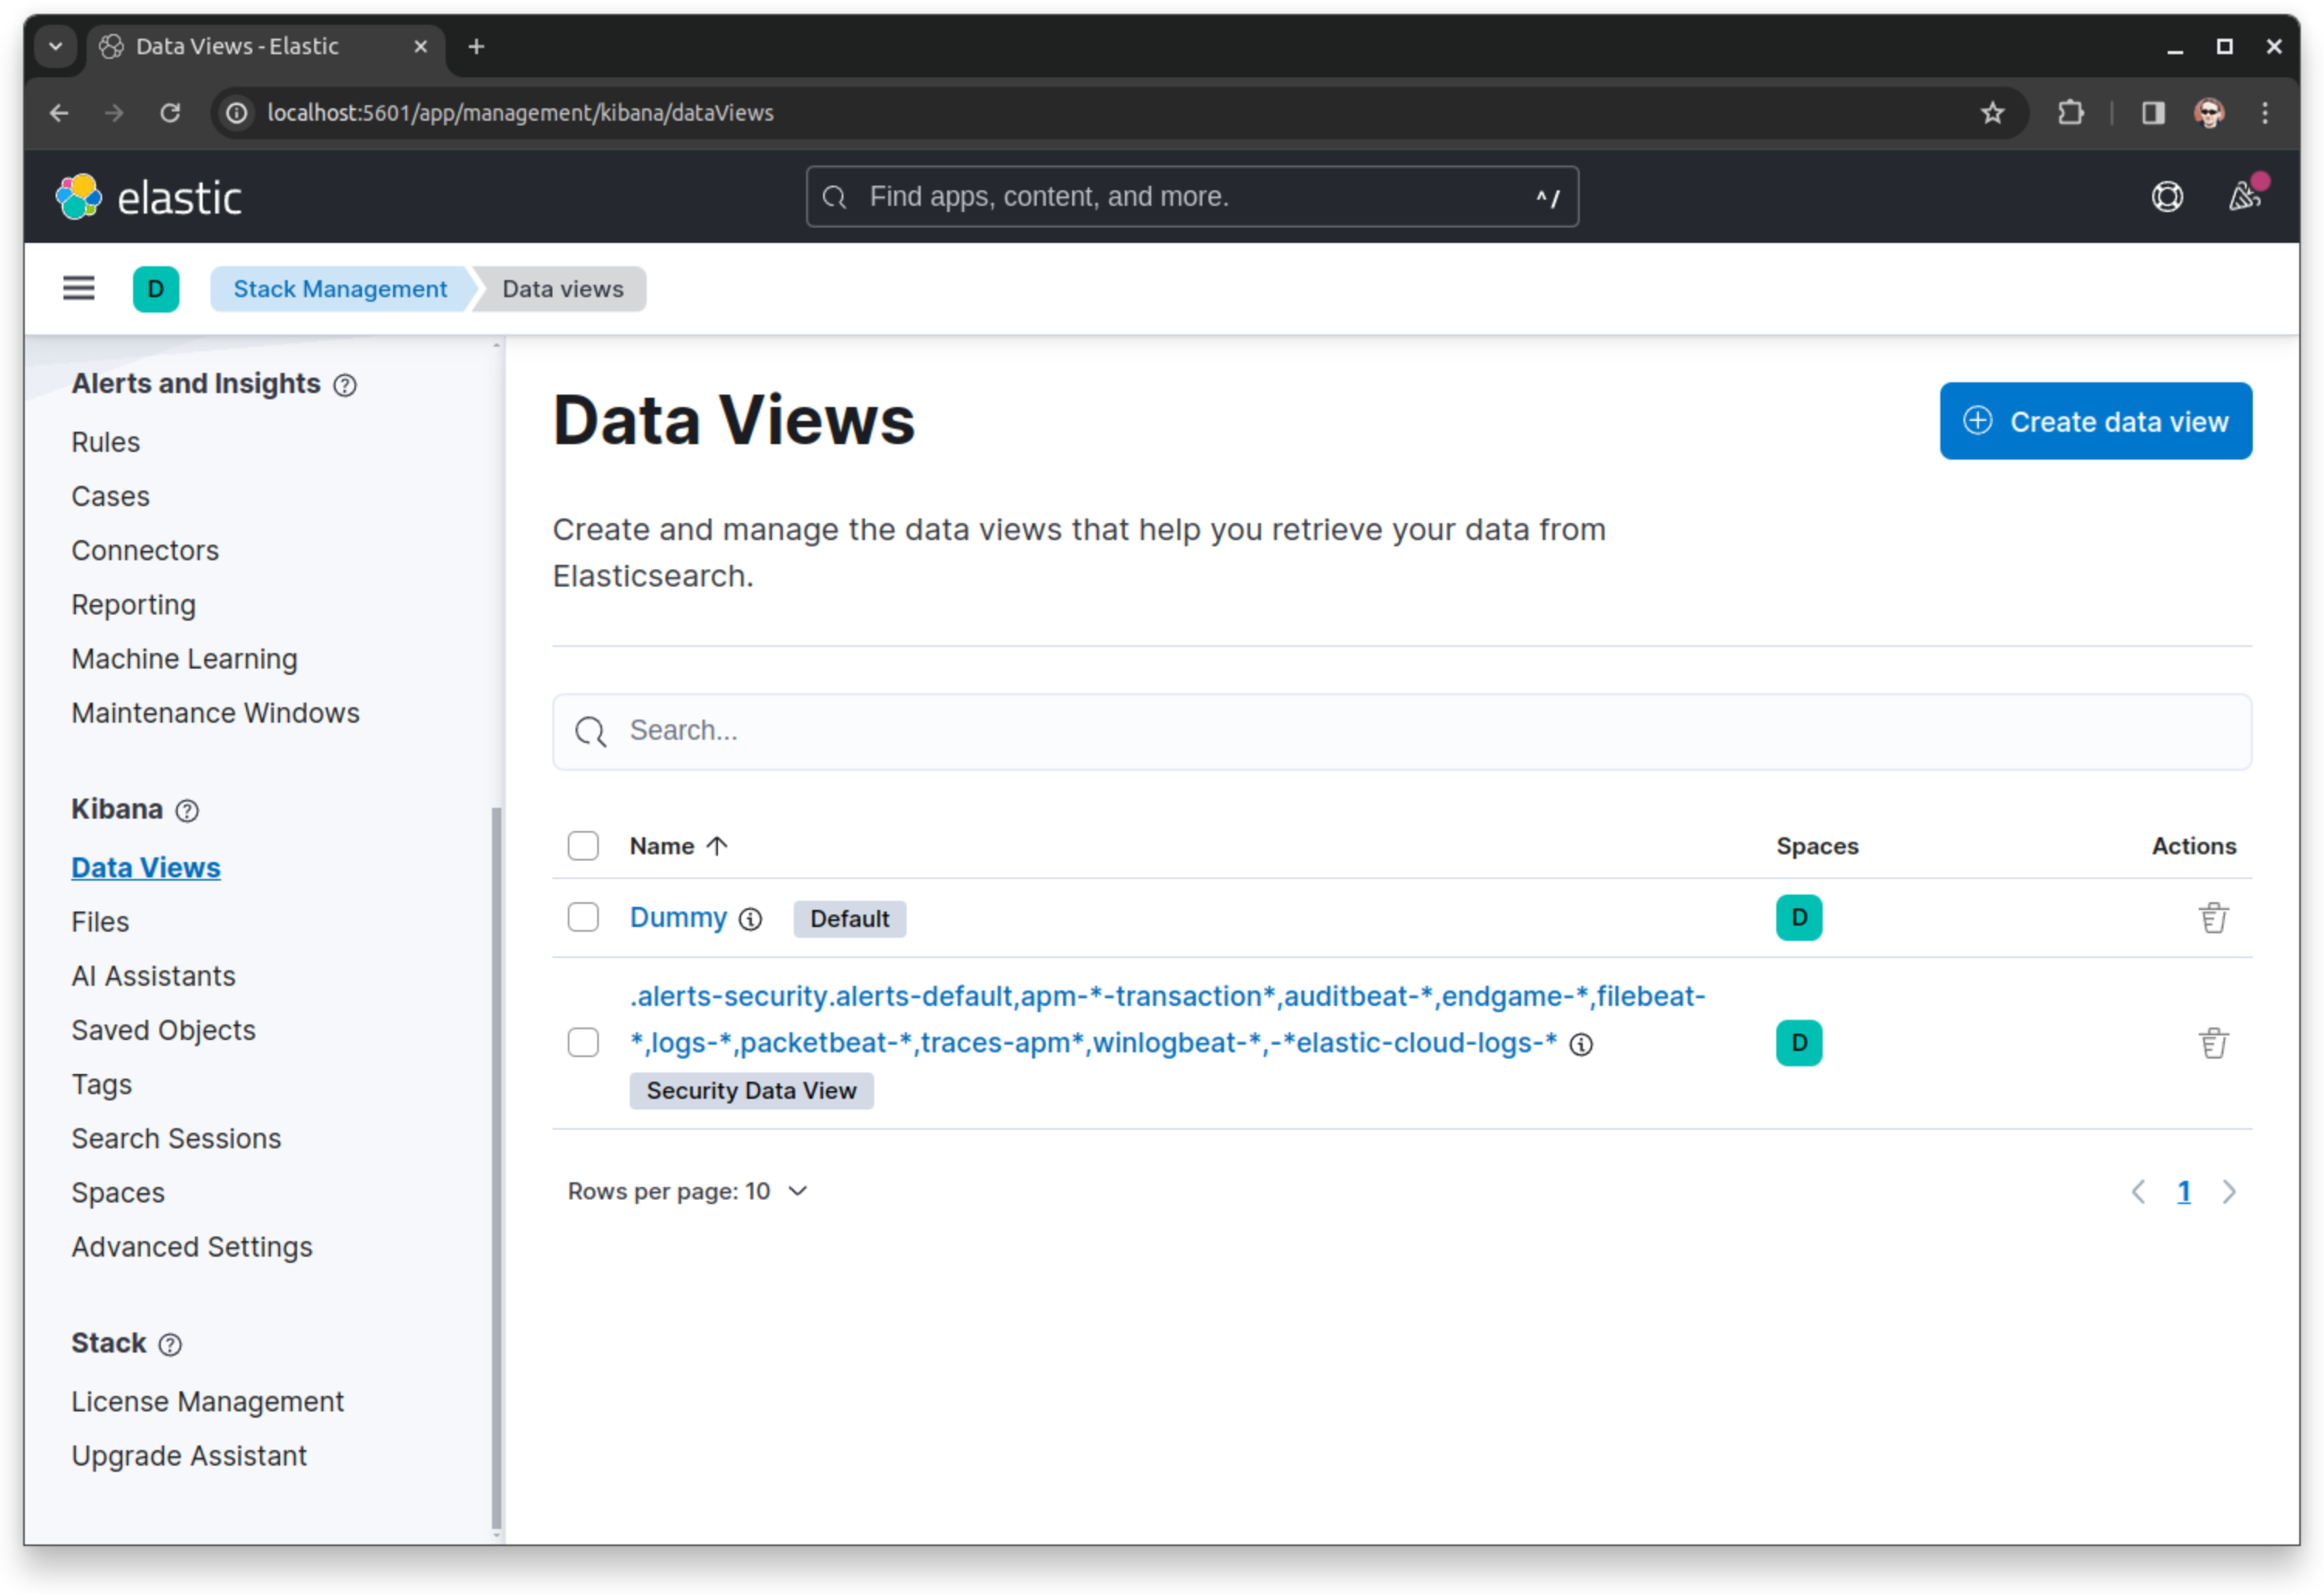 Data Views - Elastic
localhost:5601/app/management/kibana/dataViews
elastic
Find apps, content, and more.
^ /
D
Stack Management
Data views
Alerts and Insights
Rules
Cases
Connectors
Reporting
Machine Learning
Maintenance Windows
Kibana
Data Views
Files
AI Assistants
Saved Objects
Tags
Search Sessions
Spaces
Advanced Settings
Stack
License Management
Upgrade Assistant
Data Views
Create data view
Create and manage the data views that help you retrieve your data from
Elasticsearch.
Search...
Name
Spaces
Actions
Dummy
Default
D
.alerts-security.alerts-default,apm-*-transaction*,auditbeat-*,endgame-*,filebeat-
*,logs-*,packetbeat-*,traces-apm*,winlogbeat-*,-*elastic-cloud-logs-*
D
Security Data View
Rows per page: 10
1